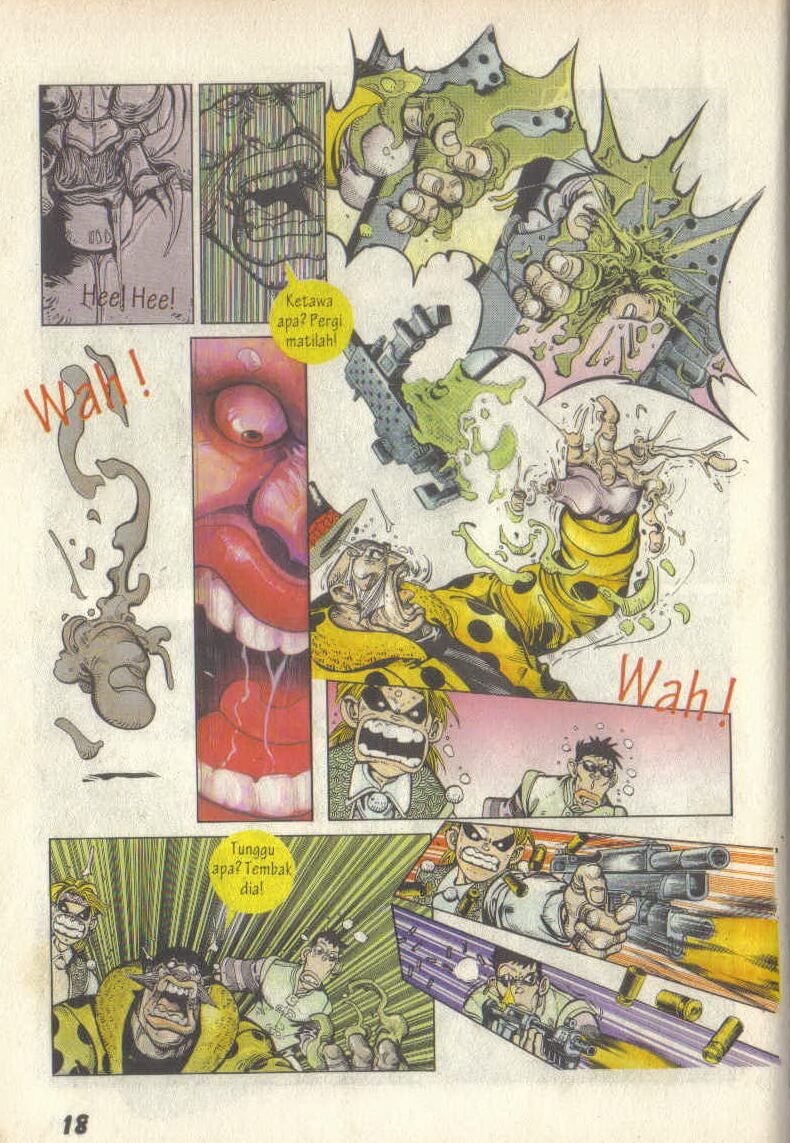 Hee! Hee!
Ketawa
apa? Pergi
matilah!
Wah!
Wah!
Tunggu
apa? Tembak
dia!
18